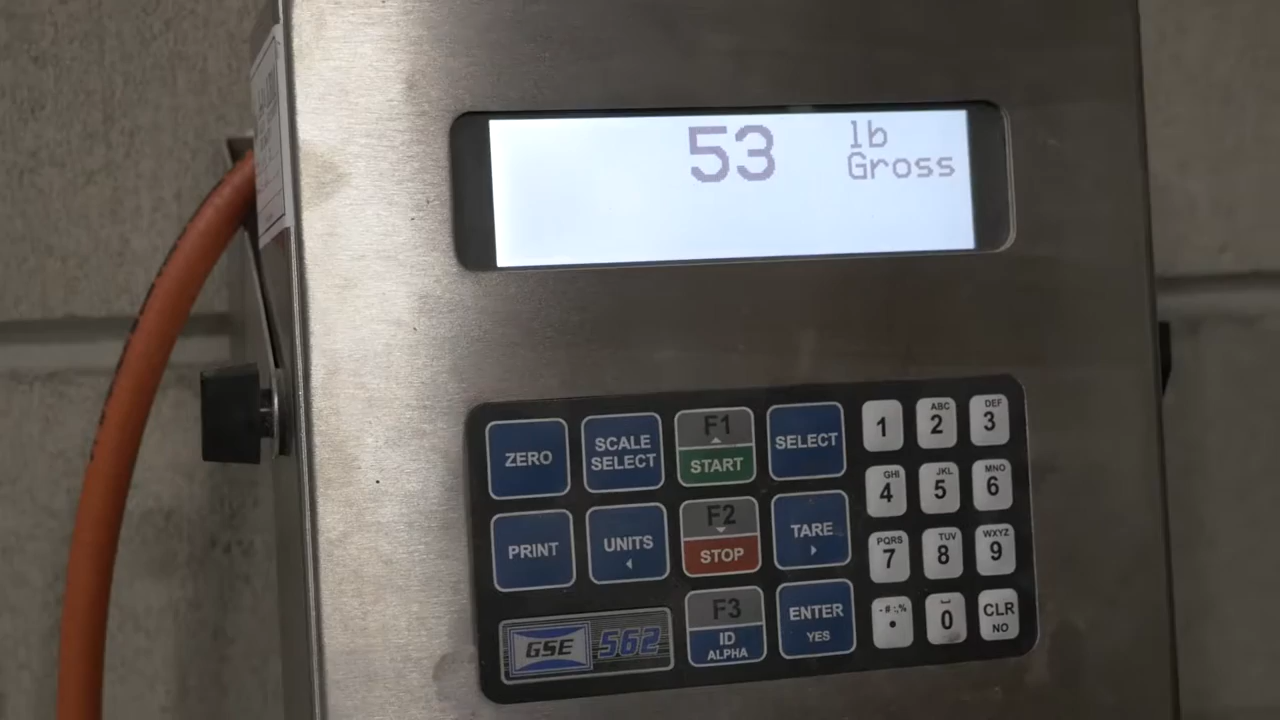 53 lb
Gross
ZERO
SCALE SELECT
F1
START
SELECT
1
ABC 2
DEF 3
GHI 4
JKL 5
MNO 6
PRINT
UNITS
F2
STOP
TARE
PQRS 7
TUV 8
WXYZ 9
GSE 562
F3
ID ALPHA
ENTER YES
-#:,% •
0
CLR NO